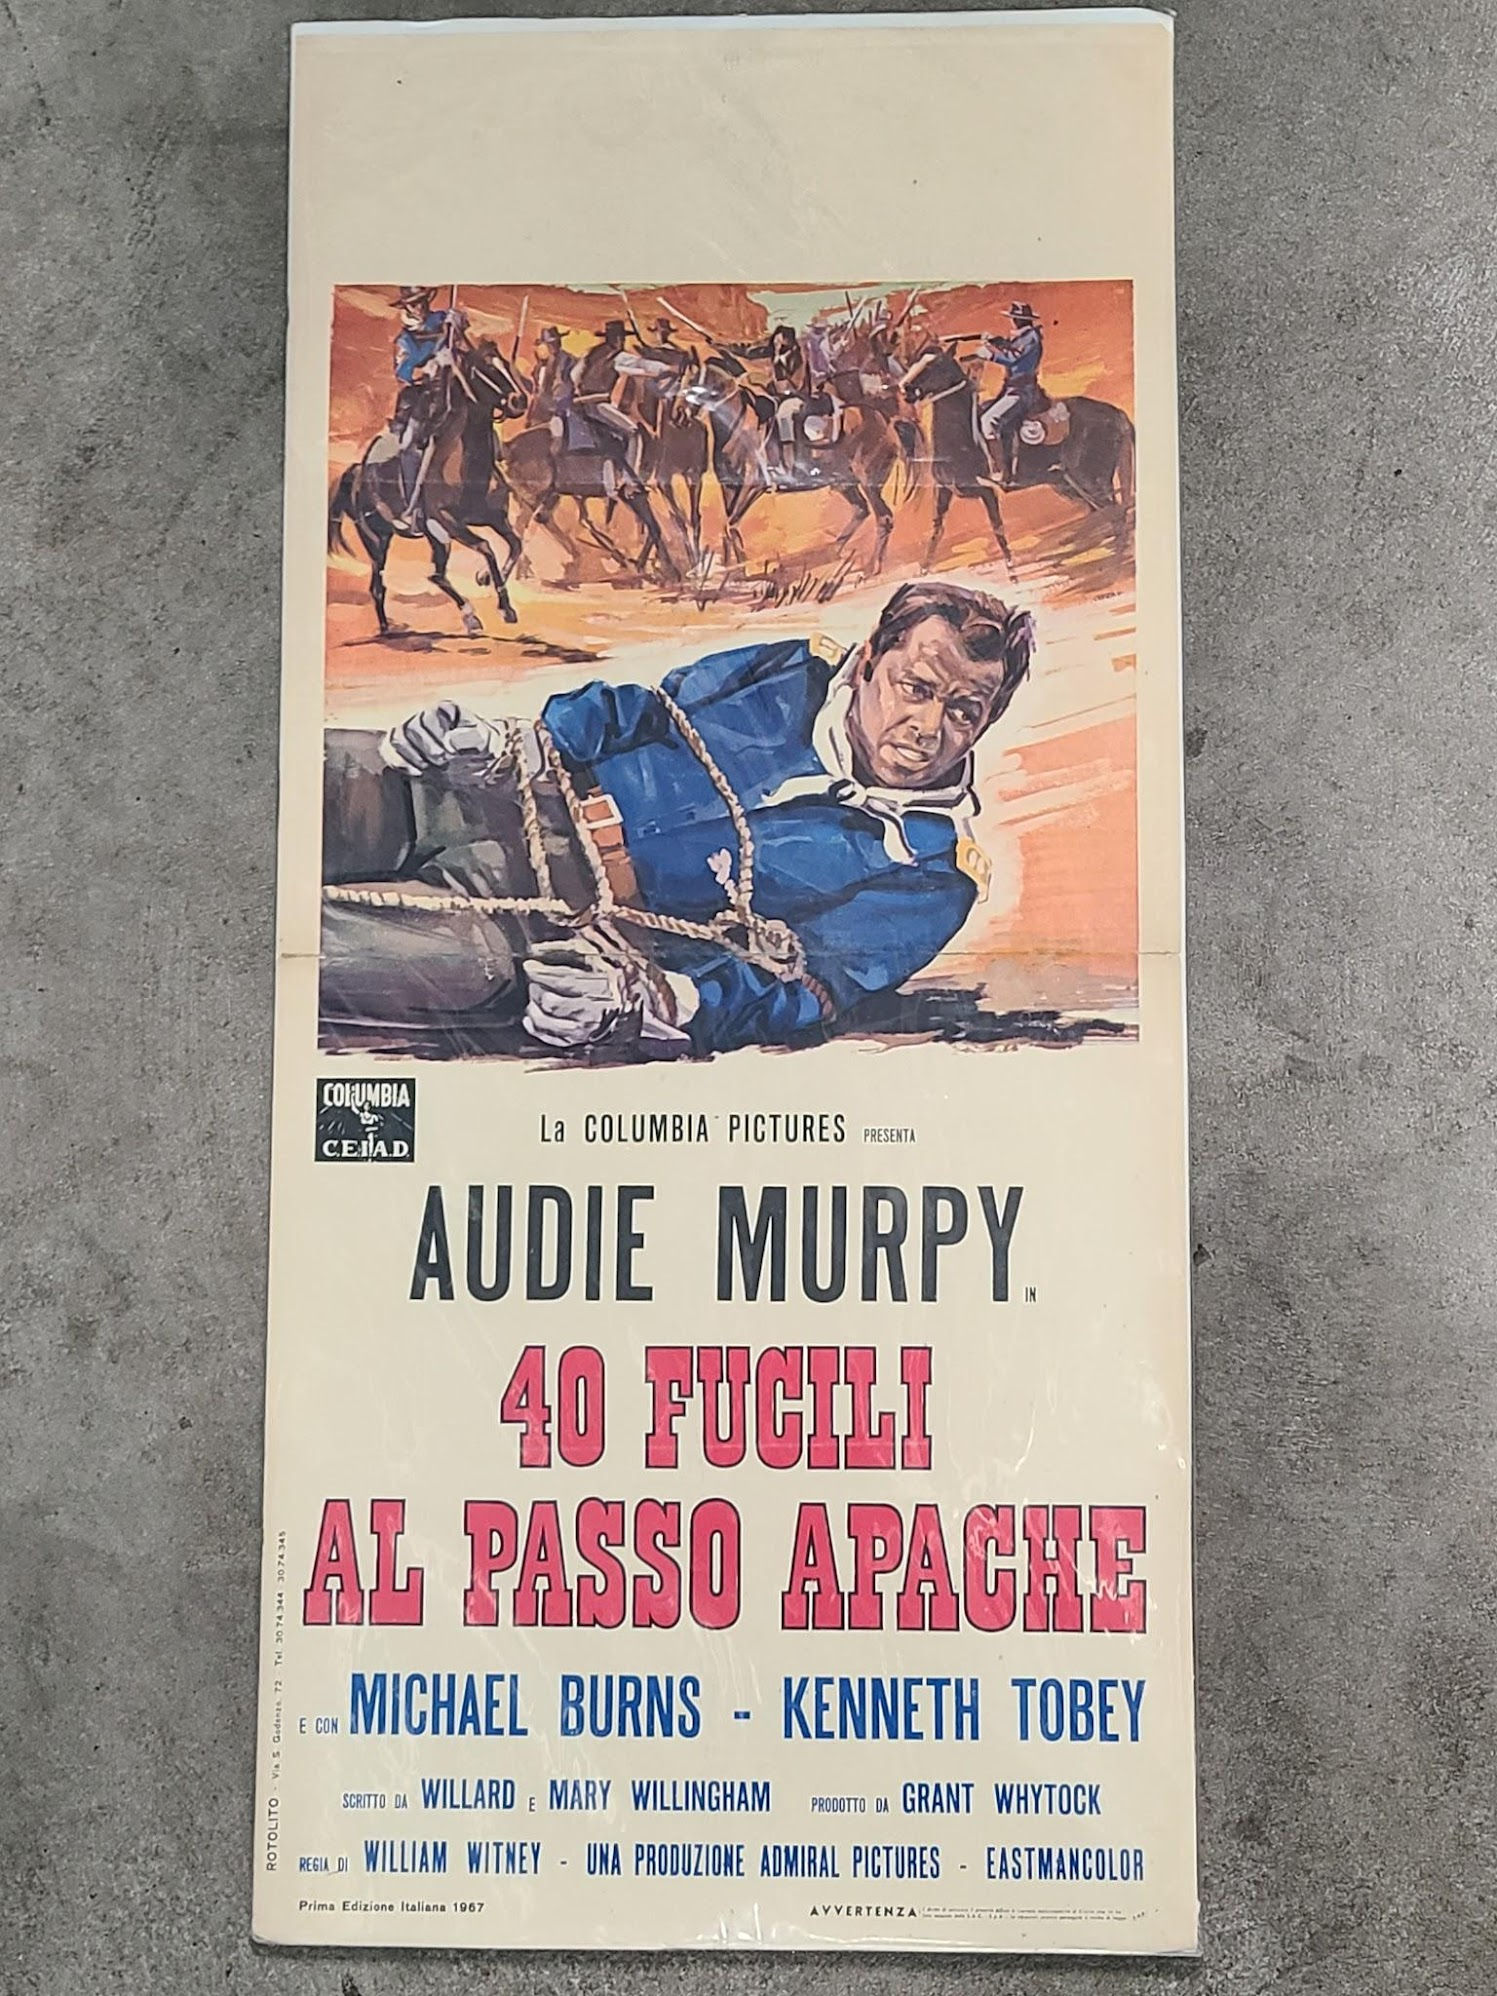 COLUMBIA
C.E.I.A.D.
La COLUMBIA PICTURES PRESENTA
AUDIE MURPY IN
40 FUCILI
AL PASSO APACHE
E CON MICHAEL BURNS - KENNETH TOBEY
SCRITTO DA WILLARD E MARY WILLINGHAM PRODOTTO DA GRANT WHYTOCK
REGIA DI WILLIAM WITNEY - UNA PRODUZIONE ADMIRAL PICTURES - EASTMANCOLOR
Prima Edizione Italiana 1967
AVVERTENZA
ROTOLITO - Via S. Godenzo, 72 Tel. 30.74.344 30.74.345